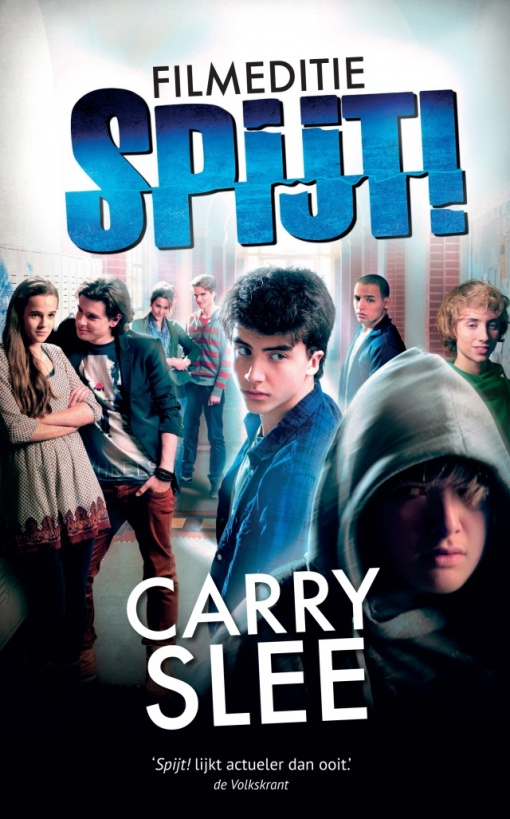 FILMEDITIE
SPIJT!
CARRY
SLEE
‘Spijt! lijkt actueler dan ooit.’
de Volkskrant